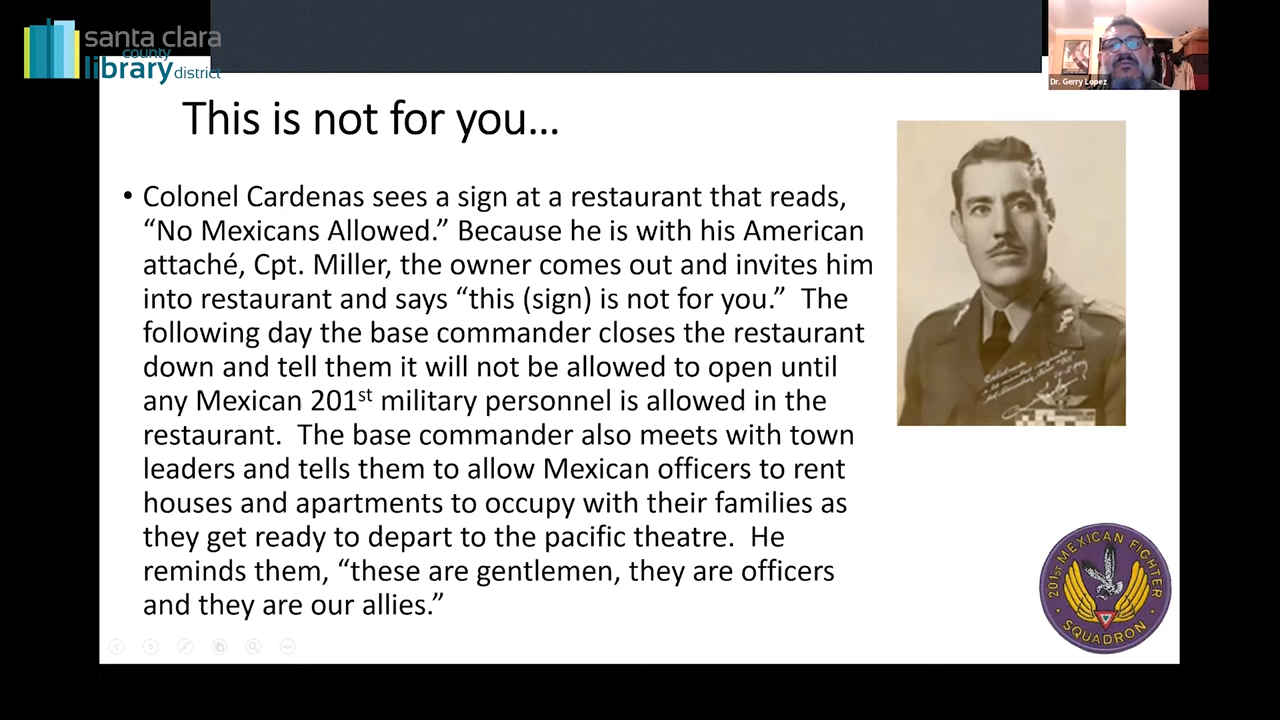 santa clara
county
library district
Dr. Gerry Lopez
This is not for you...
• Colonel Cardenas sees a sign at a restaurant that reads,
“No Mexicans Allowed.” Because he is with his American
attaché, Cpt. Miller, the owner comes out and invites him
into restaurant and says “this (sign) is not for you.” The
following day the base commander closes the restaurant
down and tell them it will not be allowed to open until
any Mexican 201st military personnel is allowed in the
restaurant. The base commander also meets with town
leaders and tells them to allow Mexican officers to rent
houses and apartments to occupy with their families as
they get ready to depart to the pacific theatre. He
reminds them, “these are gentlemen, they are officers
and they are our allies.”
201st MEXICAN FIGHTER
SQUADRON